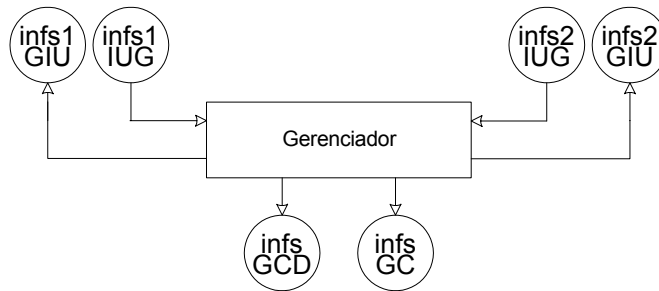 infs1
GIU
infs1
IUG
infs2
IUG
infs2
GIU
Gerenciador
infs
GCD
infs
GC